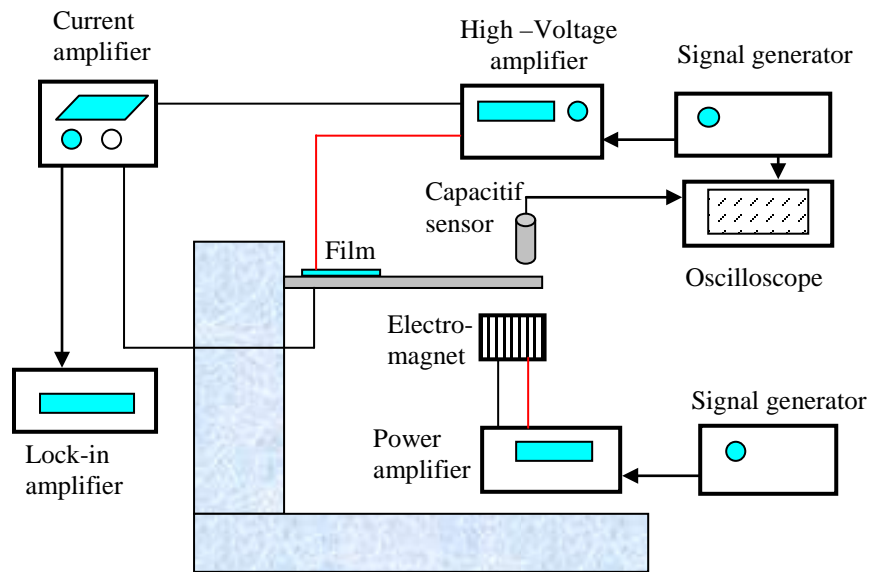 Current
amplifier
High –Voltage
amplifier
Signal generator
Capacitif
sensor
Film
Oscilloscope
Electro-
magnet
Signal generator
Power
amplifier
Lock-in
amplifier